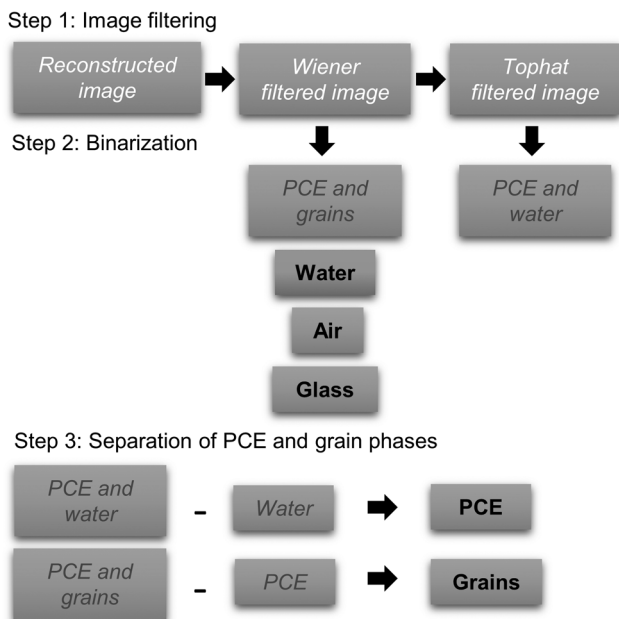 Step 1: Image filtering
Reconstructed
image
Wiener
filtered image
Tophat
filtered image
Step 2: Binarization
PCE and
grains
PCE and
water
Water
Air
Glass
Step 3: Separation of PCE and grain phases
PCE and
water
-
Water
PCE
PCE and
grains
-
PCE
Grains